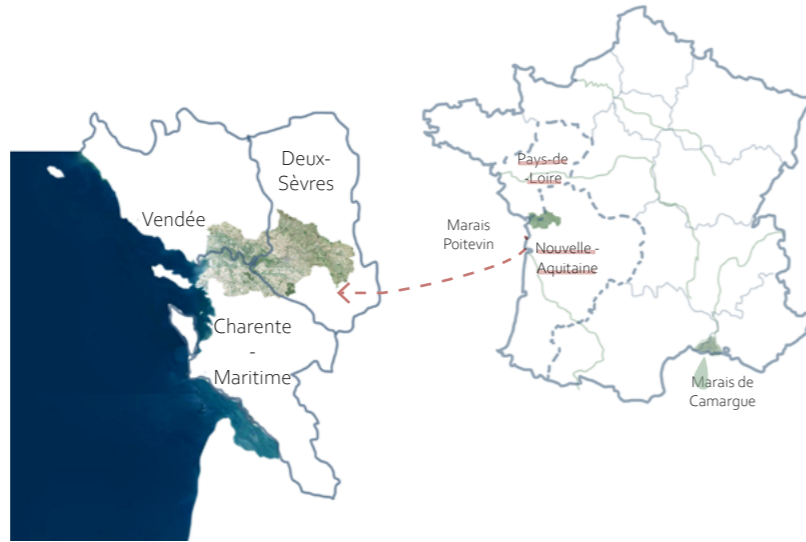 Deux-
Sèvres
Vendée
Charente
-
Maritime
Pays-de
-Loire
Marais
Poitevin
Nouvelle -
Aquitaine
Marais de
Camargue